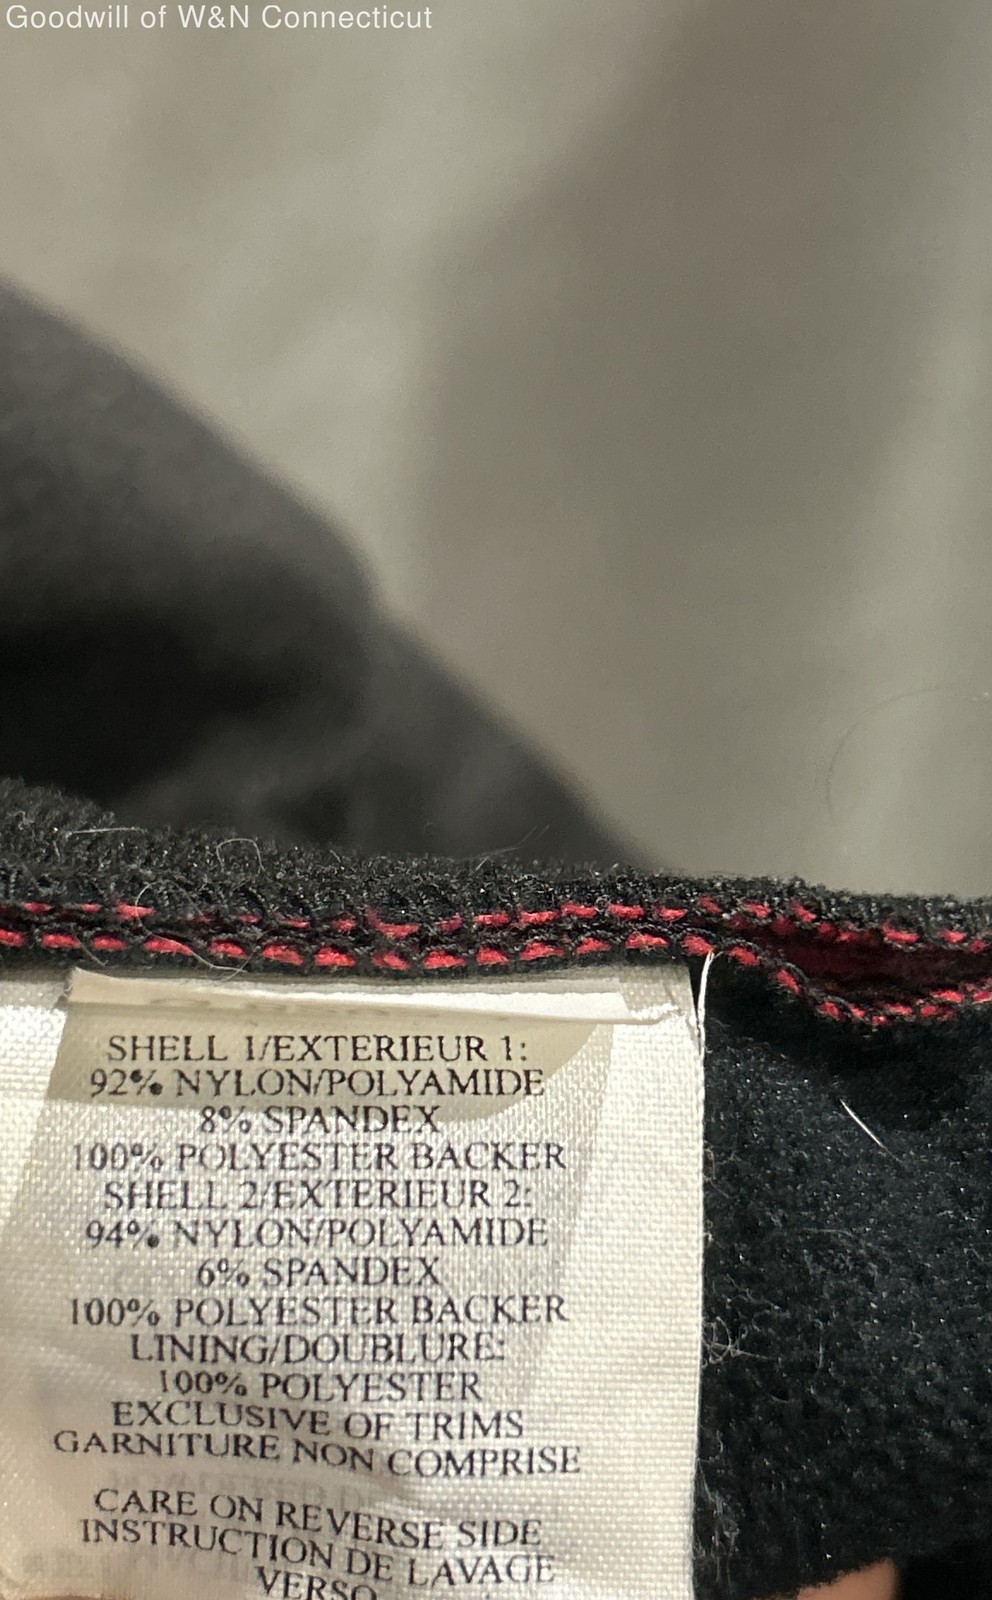 Goodwill of W&N Connecticut
SHELL 1/EXTERIEUR 1:
92% NYLON/POLYAMIDE
8% SPANDEX
100% POLYESTER BACKER
SHELL 2/EXTERIEUR 2:
94% NYLON/POLYAMIDE
6% SPANDEX
100% POLYESTER BACKER
LINING/DOUBLURE:
100% POLYESTER
EXCLUSIVE OF TRIMS
GARNITURE NON COMPRISE
CARE ON REVERSE SIDE
INSTRUCTION DE LAVAGE
VERSO